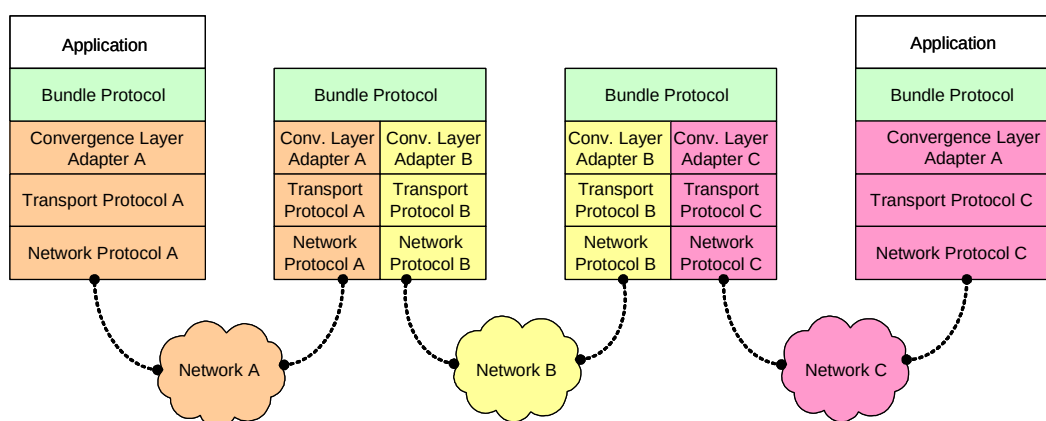 Application
Bundle Protocol
Convergence Layer
Adapter A
Transport Protocol A
Network Protocol A
Bundle Protocol
Conv. Layer
Adapter A
Conv. Layer
Adapter B
Transport
Protocol A
Transport
Protocol B
Network
Protocol A
Network
Protocol B
Bundle Protocol
Conv. Layer
Adapter B
Conv. Layer
Adapter C
Transport
Protocol B
Transport
Protocol C
Network
Protocol B
Network
Protocol C
Application
Bundle Protocol
Convergence Layer
Adapter A
Transport Protocol C
Network Protocol C
Network A
Network B
Network C